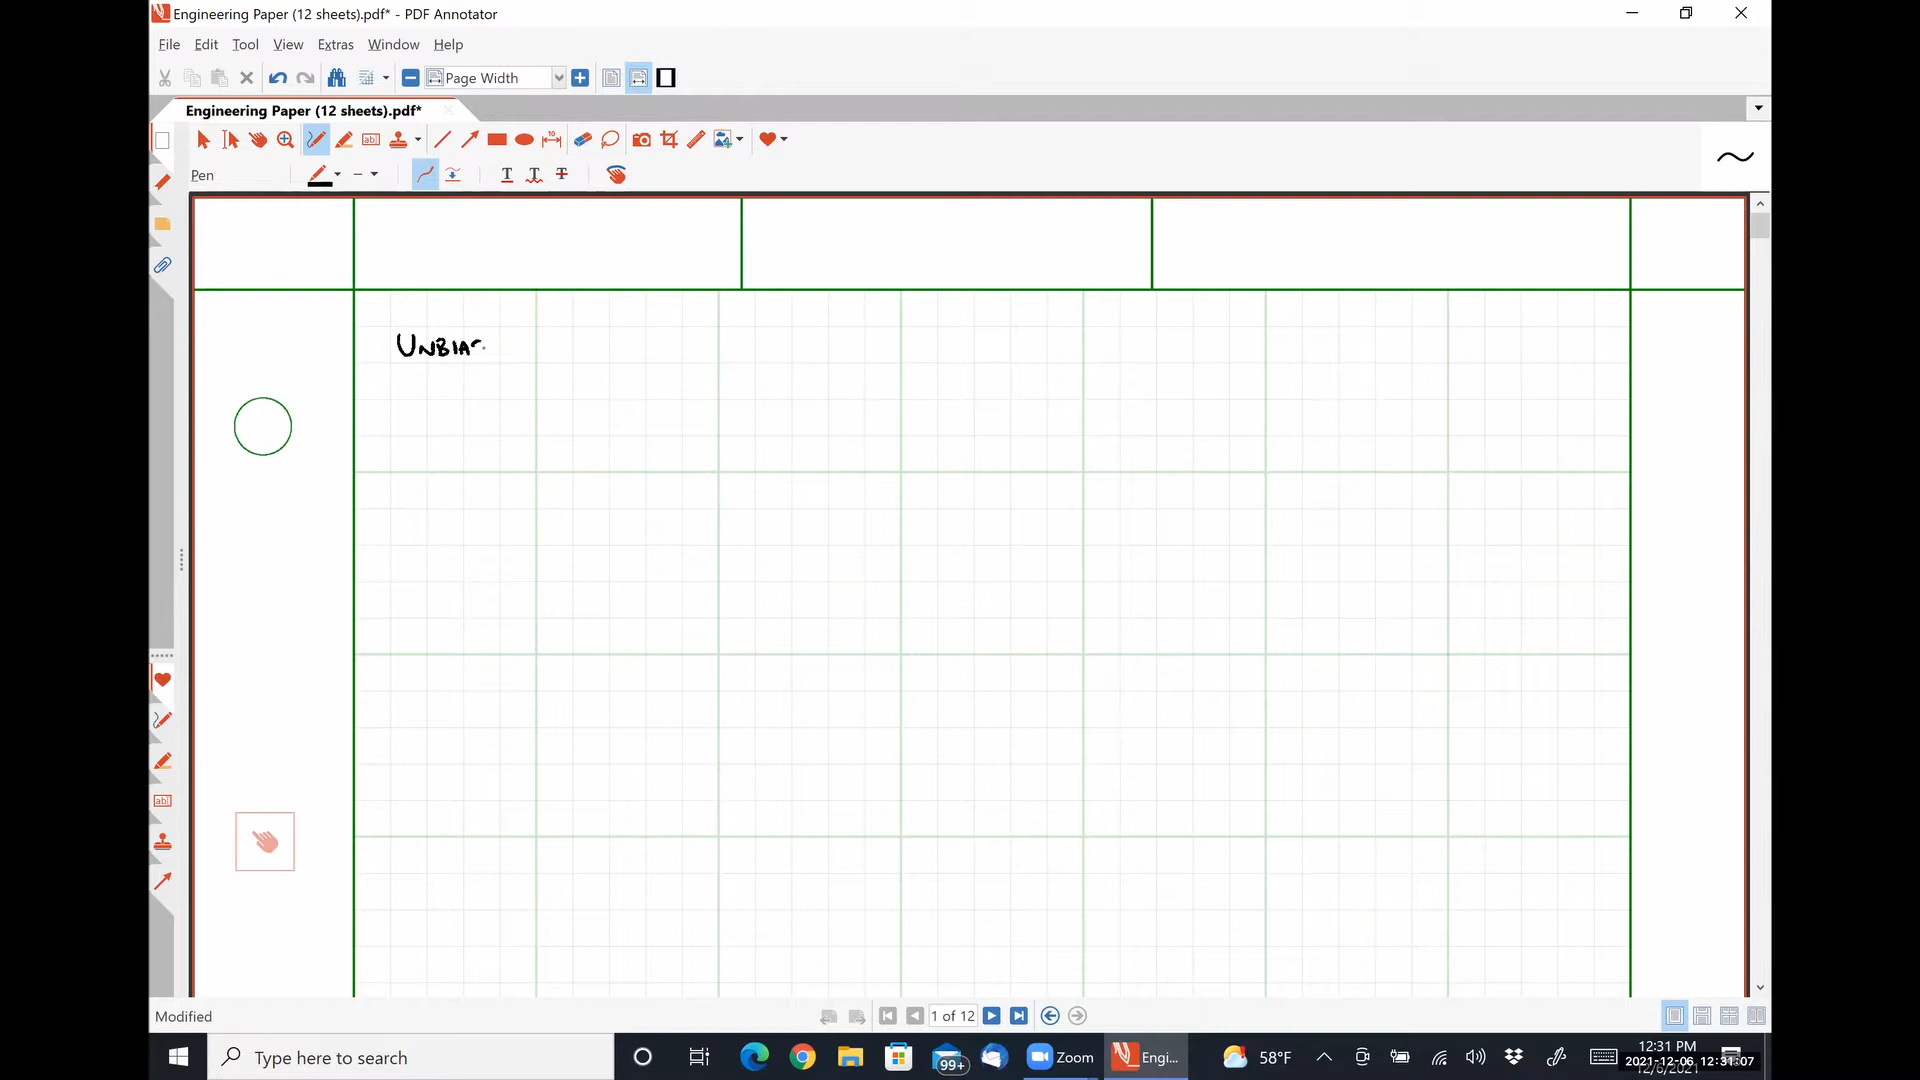 Engineering Paper (12 sheets).pdf* - PDF Annotator
File Edit Tool View Extras Window Help
Page Width
Engineering Paper (12 sheets).pdf*
Pen
UNBIAS
Modified
1 of 12
Type here to search
99+
Zoom
Engi...
58°F
12:31 PM
2021-12-06 12:31:07